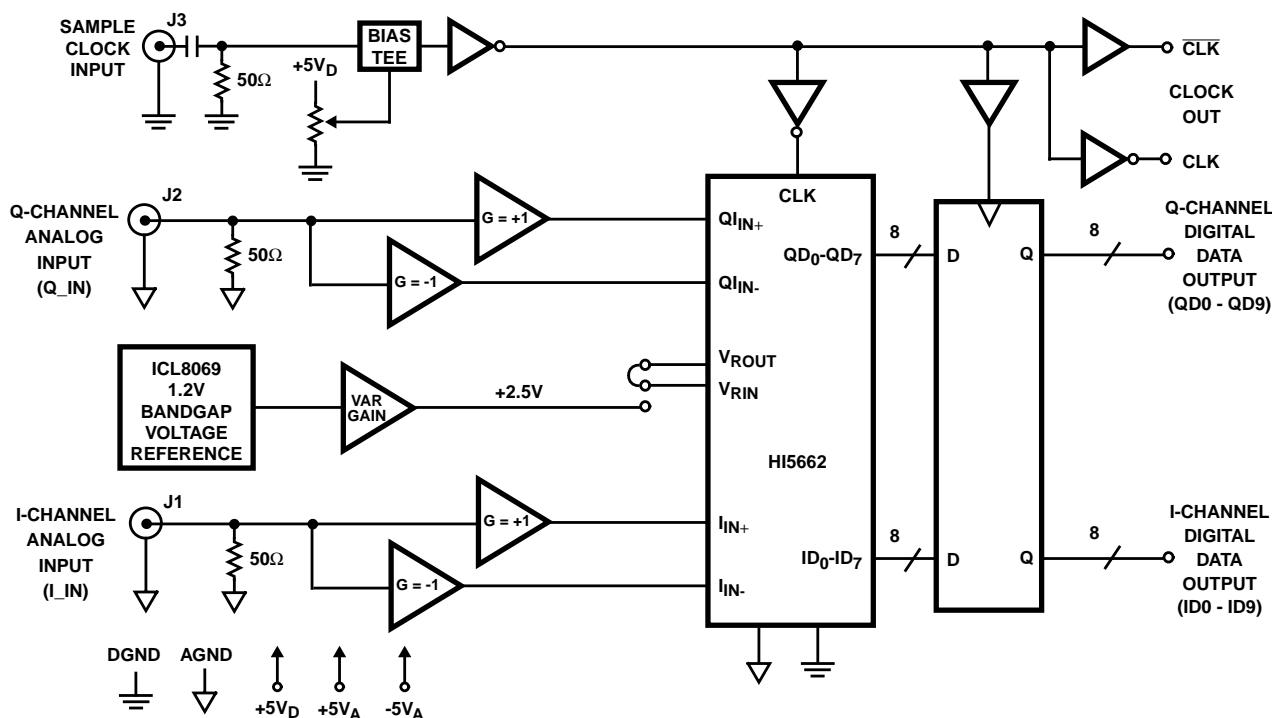 SAMPLE
CLOCK
INPUT
J3
50Ω
+5V_D
BIAS
TEE
CLK
CLOCK
OUT
CLK
J2
Q-CHANNEL
ANALOG
INPUT
(Q_IN)
50Ω
G = +1
G = -1
CLK
QI_IN+
QI_IN-
QD_0-QD_7
8
D
Q
8
Q-CHANNEL
DIGITAL
DATA
OUTPUT
(QD0 - QD9)
ICL8069
1.2V
BANDGAP
VOLTAGE
REFERENCE
VAR
GAIN
+2.5V
V_ROUT
V_RIN
HI5662
J1
I-CHANNEL
ANALOG
INPUT
(I_IN)
50Ω
G = +1
G = -1
I_IN+
I_IN-
ID_0-ID_7
8
D
Q
8
I-CHANNEL
DIGITAL
DATA
OUTPUT
(ID0 - ID9)
DGND
AGND
+5V_D
+5V_A
-5V_A